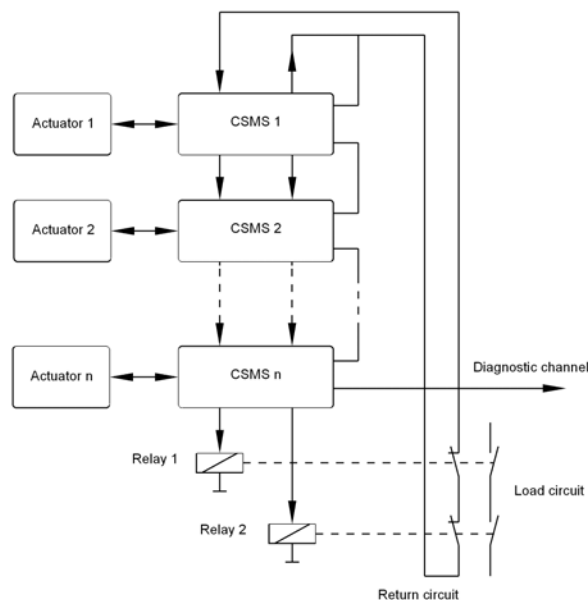 Actuator 1
CSMS 1
Actuator 2
CSMS 2
Actuator n
CSMS n
Diagnostic channel
Relay 1
Load circuit
Relay 2
Return circuit